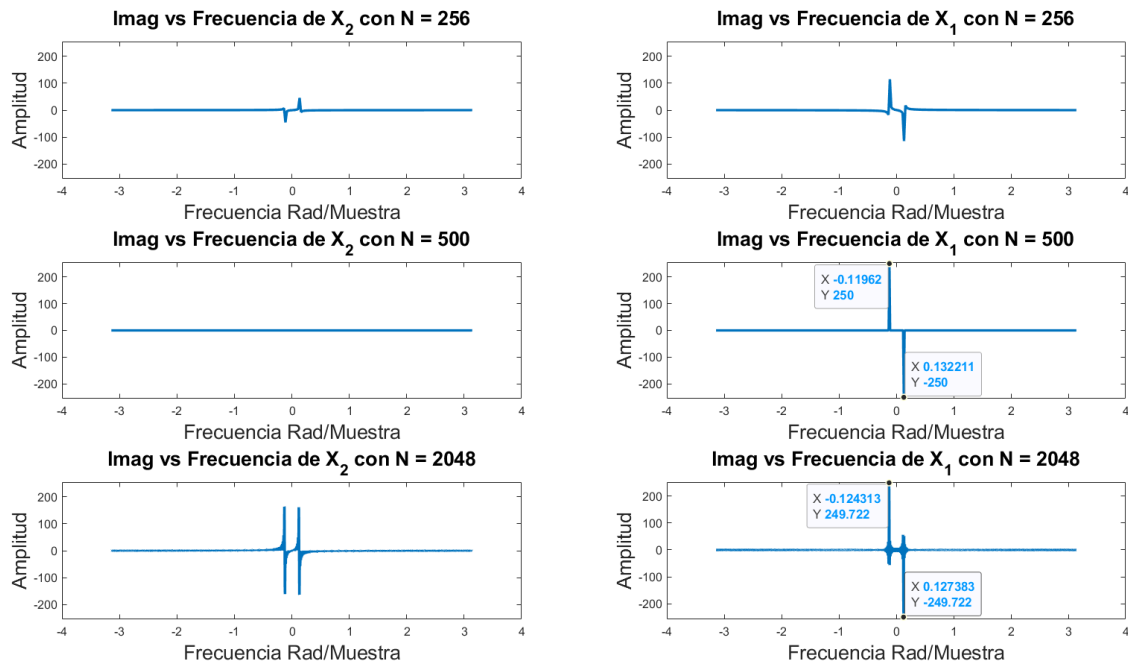 Imag vs Frecuencia de X2 con N = 256
200
100
0
-100
-200
Amplitud
-4 -3 -2 -1 0 1 2 3 4
Frecuencia Rad/Muestra
Imag vs Frecuencia de X1 con N = 256
200
100
0
-100
-200
Amplitud
-4 -3 -2 -1 0 1 2 3 4
Frecuencia Rad/Muestra
Imag vs Frecuencia de X2 con N = 500
200
100
0
-100
-200
Amplitud
-4 -3 -2 -1 0 1 2 3 4
Frecuencia Rad/Muestra
Imag vs Frecuencia de X1 con N = 500
200
100
0
-100
-200
Amplitud
X -0.11962
Y 250
X 0.132211
Y -250
-4 -3 -2 -1 0 1 2 3 4
Frecuencia Rad/Muestra
Imag vs Frecuencia de X2 con N = 2048
200
100
0
-100
-200
Amplitud
-4 -3 -2 -1 0 1 2 3 4
Frecuencia Rad/Muestra
Imag vs Frecuencia de X1 con N = 2048
200
100
0
-100
-200
Amplitud
X -0.124313
Y 249.722
X 0.127383
Y -249.722
-4 -3 -2 -1 0 1 2 3 4
Frecuencia Rad/Muestra